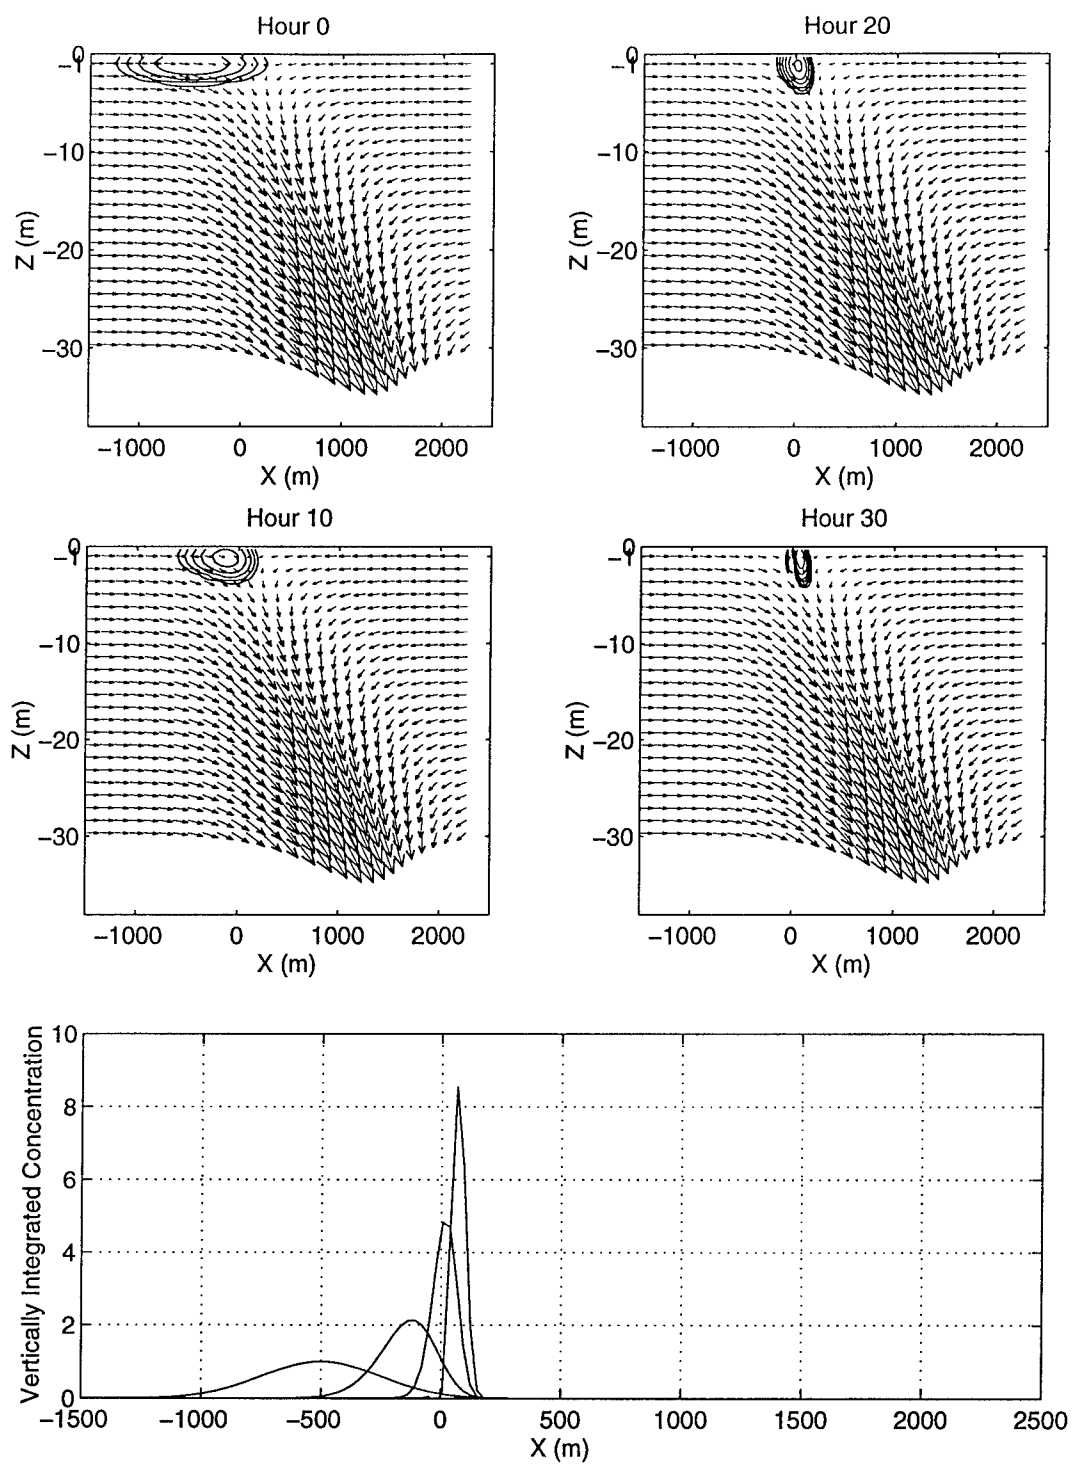 Hour 0
0
−1
−10
−20
−30
Z (m)
−1000 0 1000 2000
X (m)
Hour 20
0
−1
−10
−20
−30
Z (m)
−1000 0 1000 2000
X (m)
Hour 10
0
−1
−10
−20
−30
Z (m)
−1000 0 1000 2000
X (m)
Hour 30
0
−1
−10
−20
−30
Z (m)
−1000 0 1000 2000
X (m)
Vertically Integrated Concentration
10
8
6
4
2
0
−1500 −1000 −500 0 500 1000 1500 2000 2500
X (m)